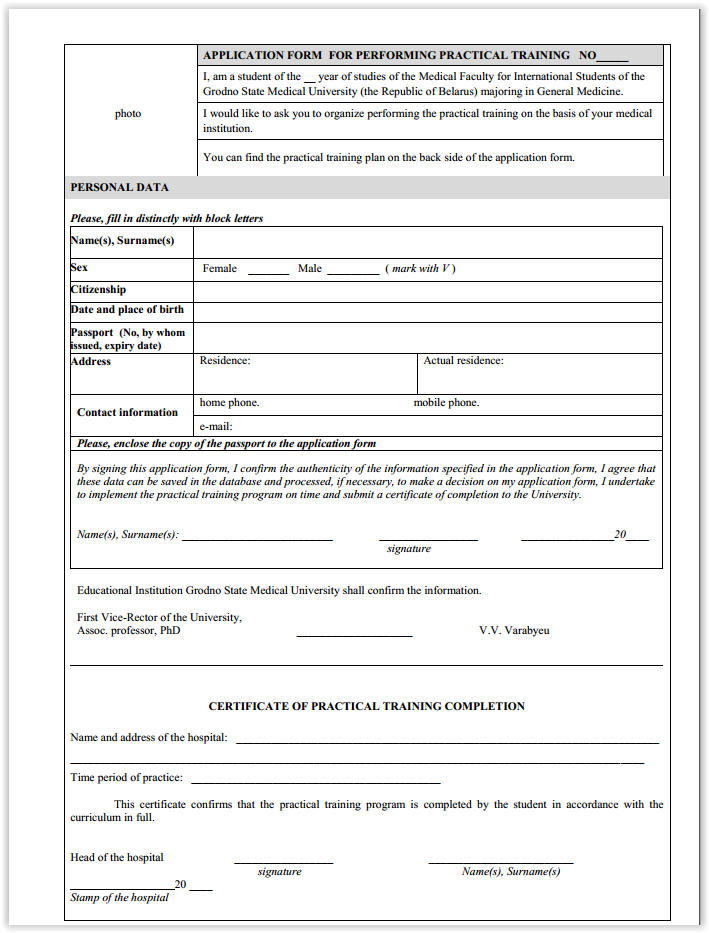 APPLICATION FORM FOR PERFORMING PRACTICAL TRAINING NO_____
I, am a student of the __ year of studies of the Medical Faculty for International Students of the
Grodno State Medical University (the Republic of Belarus) majoring in General Medicine.
photo
I would like to ask you to organize performing the practical training on the basis of your medical
institution.
You can find the practical training plan on the back side of the application form.
PERSONAL DATA
Please, fill in distinctly with block letters
Name(s), Surname(s)
Sex
Female _______ Male _________ ( mark with V )
Citizenship
Date and place of birth
Passport (No, by whom
issued, expiry date)
Address
Residence:
Actual residence:
Contact information
home phone.
mobile phone.
e-mail:
Please, enclose the copy of the passport to the application form
By signing this application form, I confirm the authenticity of the information specified in the application form, I agree that
these data can be saved in the database and processed, if necessary, to make a decision on my application form, I undertake
to implement the practical training program on time and submit a certificate of completion to the University.
Name(s), Surname(s): __________________________ _________________ ________________20____
signature
Educational Institution Grodno State Medical University shall confirm the information.
First Vice-Rector of the University,
Assoc. professor, PhD ____________________ V.V. Varabyeu
CERTIFICATE OF PRACTICAL TRAINING COMPLETION
Name and address of the hospital: ______________________________________________________________
Time period of practice: ___________________________________________
This certificate confirms that the practical training program is completed by the student in accordance with the
curriculum in full.
Head of the hospital _________________ _________________________
signature Name(s), Surname(s)
__________________20 ____
Stamp of the hospital